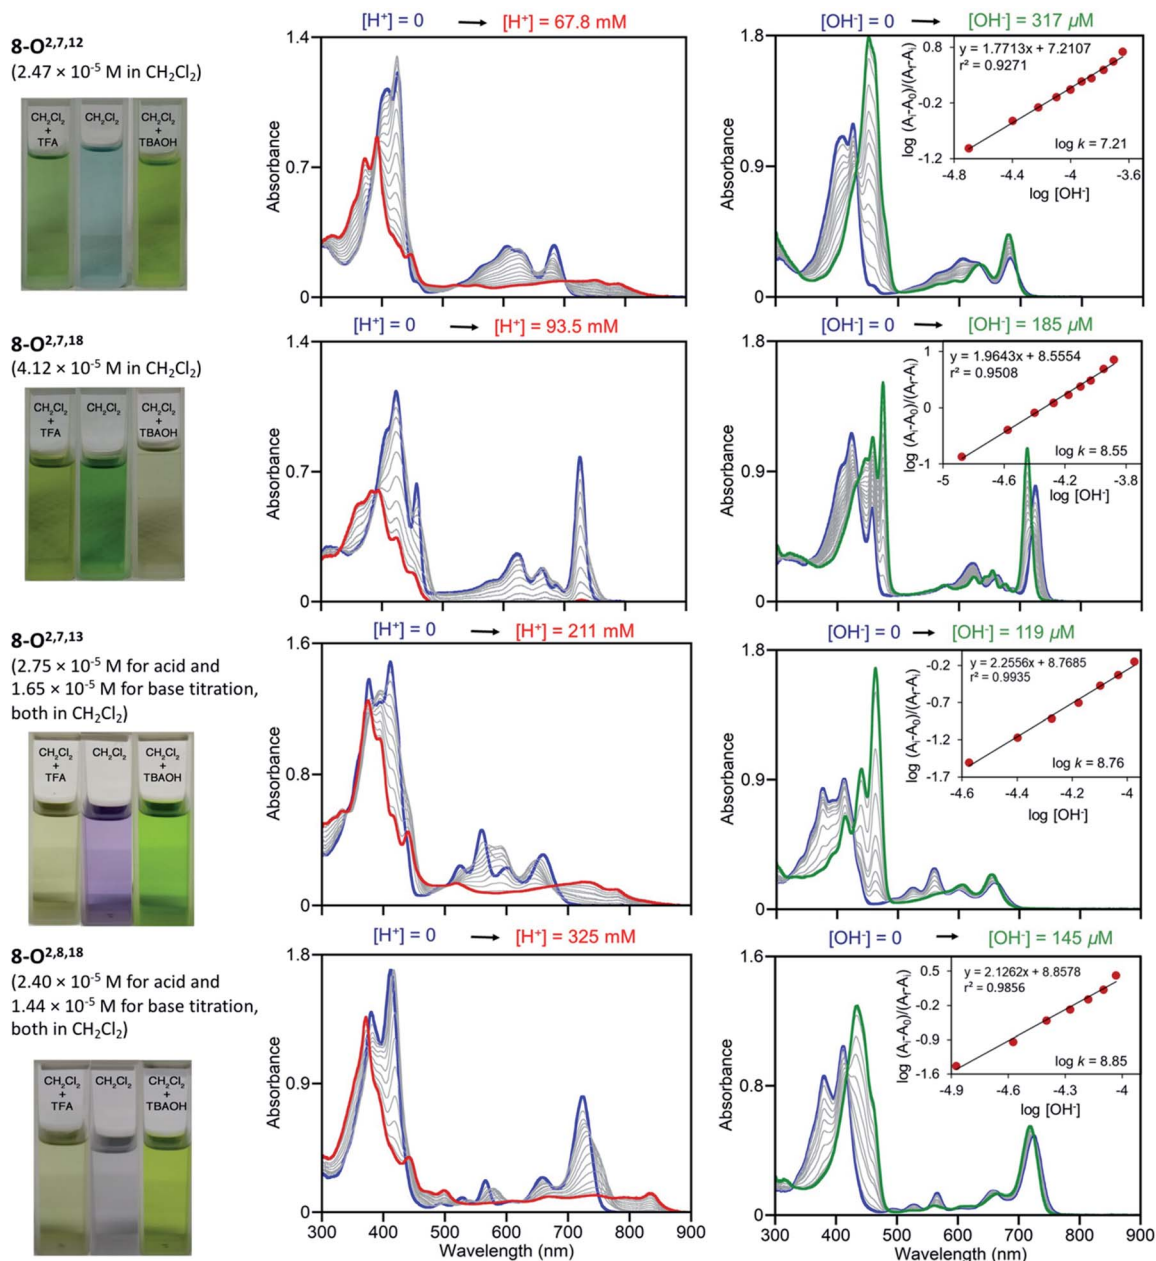 [H⁺] = 0 → [H⁺] = 67.8 mM
[OH⁻] = 0 → [OH⁻] = 317 µM
8-O²,⁷,¹²
(2.47 × 10⁻⁵ M in CH₂Cl₂)
CH₂Cl₂ + TFA
CH₂Cl₂
CH₂Cl₂ + TBAOH
1.4
0.7
0
Absorbance
1.8
0.9
0
Absorbance
y = 1.7713x + 7.2107
r² = 0.9271
log k = 7.21
0.8
-0.2
-1.2
log (Aᵢ-A₀)/(A_f-Aᵢ)
-4.8 -4.4 -4 -3.6
log [OH⁻]
[H⁺] = 0 → [H⁺] = 93.5 mM
[OH⁻] = 0 → [OH⁻] = 185 µM
8-O²,⁷,¹⁸
(4.12 × 10⁻⁵ M in CH₂Cl₂)
CH₂Cl₂ + TFA
CH₂Cl₂
CH₂Cl₂ + TBAOH
1.4
0.7
0
Absorbance
1.8
0.9
0
Absorbance
y = 1.9643x + 8.5554
r² = 0.9508
log k = 8.55
1
0
-1
log (Aᵢ-A₀)/(A_f-Aᵢ)
-5 -4.6 -4.2 -3.8
log [OH⁻]
[H⁺] = 0 → [H⁺] = 211 mM
[OH⁻] = 0 → [OH⁻] = 119 µM
8-O²,⁷,¹³
(2.75 × 10⁻⁵ M for acid and
1.65 × 10⁻⁵ M for base titration,
both in CH₂Cl₂)
CH₂Cl₂ + TFA
CH₂Cl₂
CH₂Cl₂ + TBAOH
1.6
0.8
0
Absorbance
1.8
0.9
0
Absorbance
y = 2.2556x + 8.7685
r² = 0.9935
log k = 8.76
-0.2
-0.7
-1.2
-1.7
log (Aᵢ-A₀)/(A_f-Aᵢ)
-4.6 -4.4 -4.2 -4
log [OH⁻]
[H⁺] = 0 → [H⁺] = 325 mM
[OH⁻] = 0 → [OH⁻] = 145 µM
8-O²,⁸,¹⁸
(2.40 × 10⁻⁵ M for acid and
1.44 × 10⁻⁵ M for base titration,
both in CH₂Cl₂)
CH₂Cl₂ + TFA
CH₂Cl₂
CH₂Cl₂ + TBAOH
1.8
0.9
0
Absorbance
300 400 500 600 700 800 900
Wavelength (nm)
1.6
0.8
0
Absorbance
y = 2.1262x + 8.8578
r² = 0.9856
log k = 8.85
0.5
-0.2
-0.9
-1.6
log (Aᵢ-A₀)/(A_f-Aᵢ)
-4.9 -4.6 -4.3 -4
log [OH⁻]
300 400 500 600 700 800 900
Wavelength (nm)